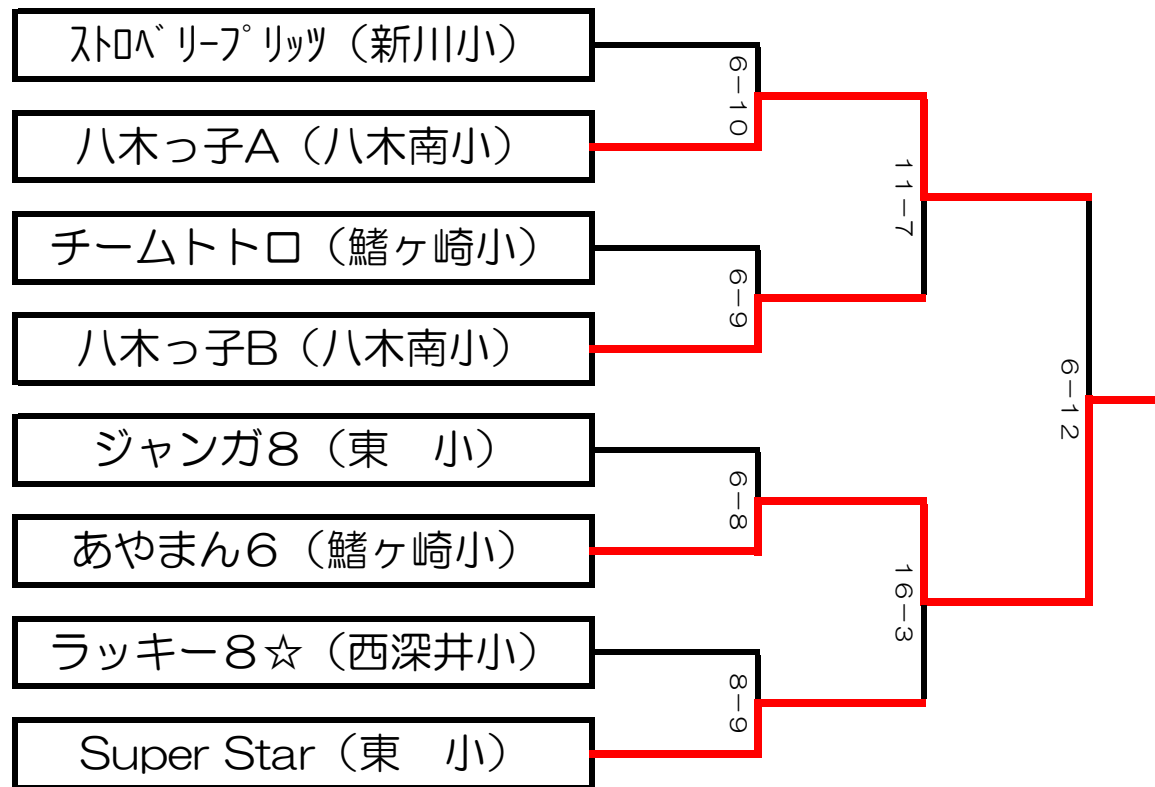 ｽﾄﾛﾍﾞﾘｰﾌﾟﾘｯﾂ（新川小）
6－10
八木っ子A（八木南小）
11－7
チームトトロ（鰭ヶ崎小）
6－9
八木っ子B（八木南小）
6－12
ジャンガ8（東　小）
6－8
あやまん6（鰭ヶ崎小）
16－3
ラッキー8☆（西深井小）
8－9
Super Star（東　小）